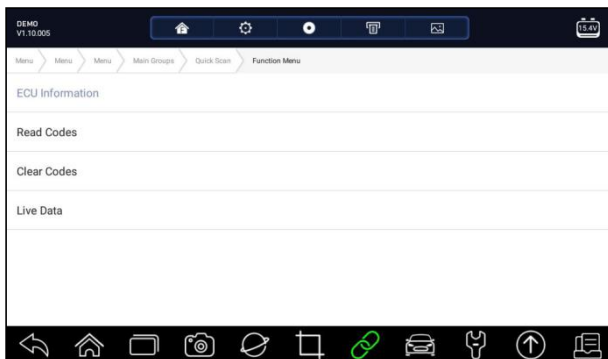 DEMO
V1.10.005
15.4V
Menu Menu Menu Main Groups Quick Scan Function Menu
ECU Information
Read Codes
Clear Codes
Live Data